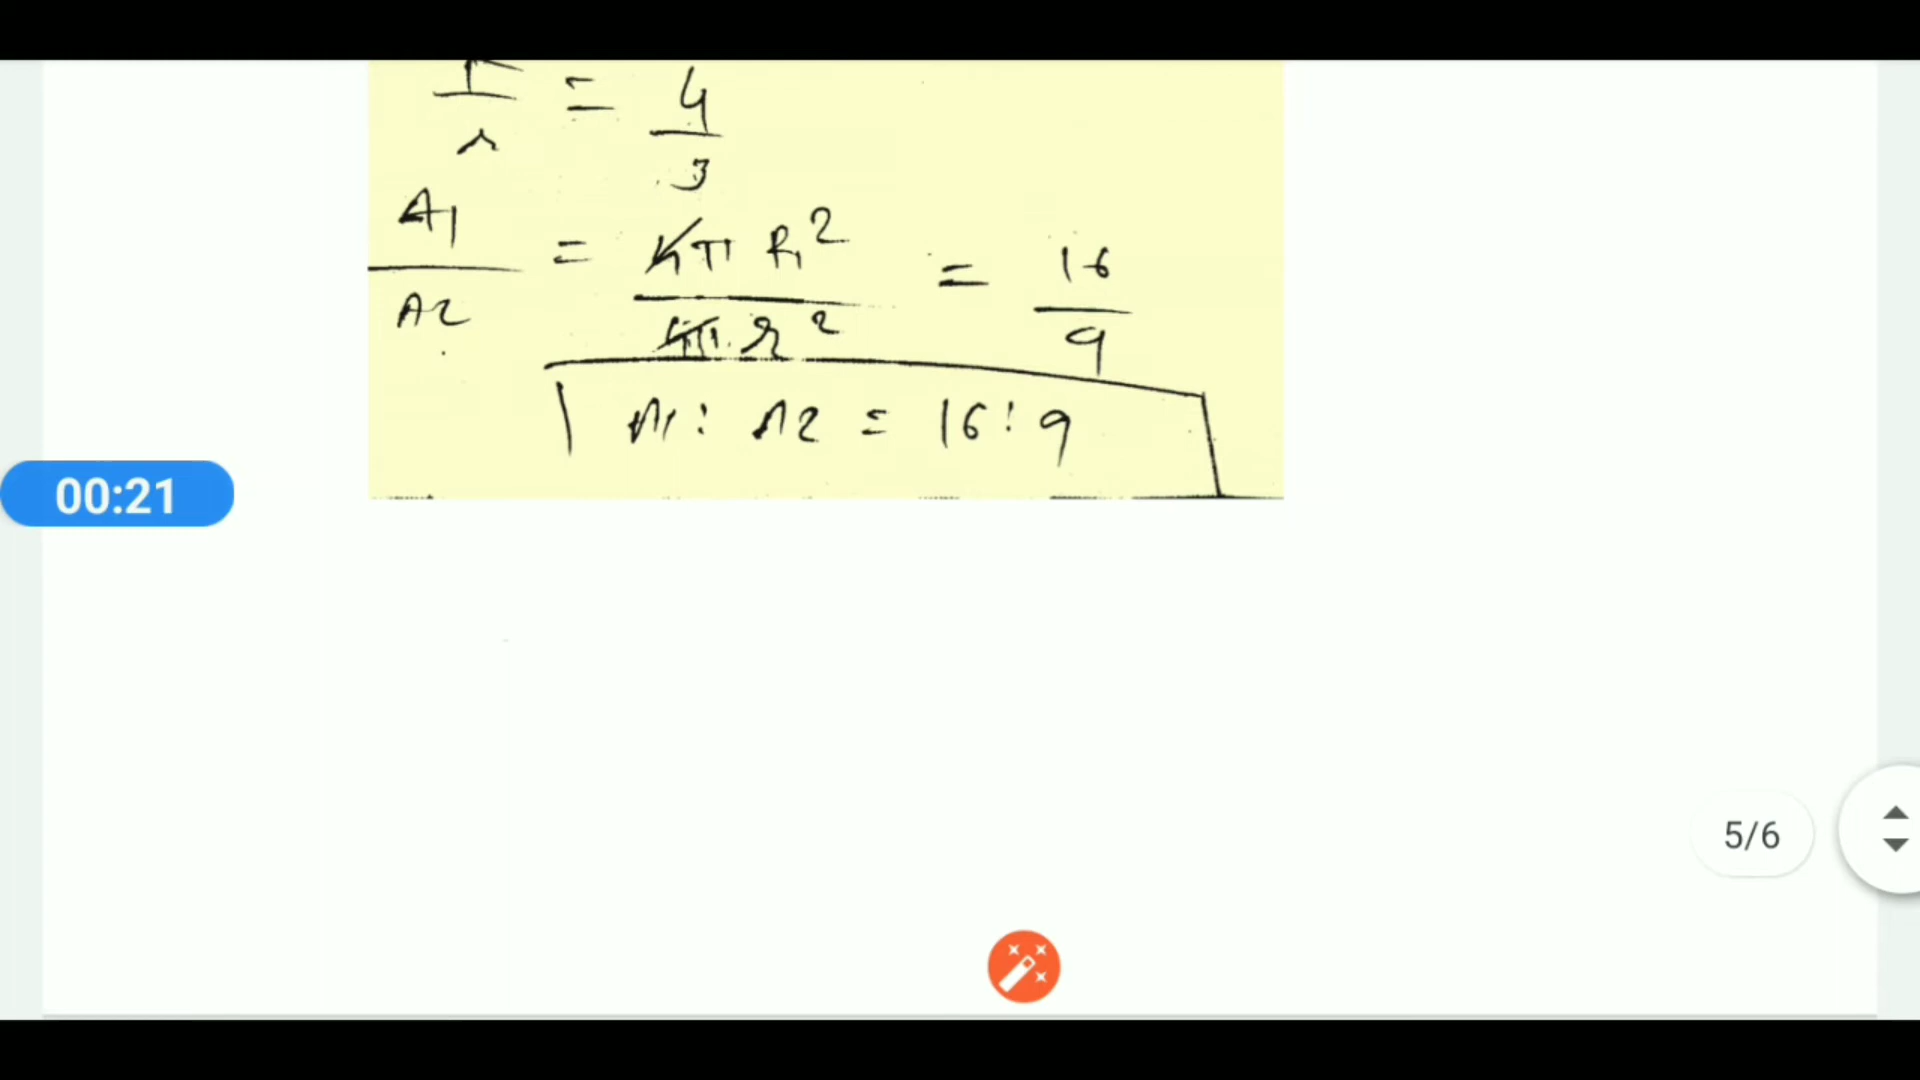 = 4
3
A1 = 4π R1² = 16
A2 4π r² 9
A1 : A2 = 16 : 9
00:21
5/6